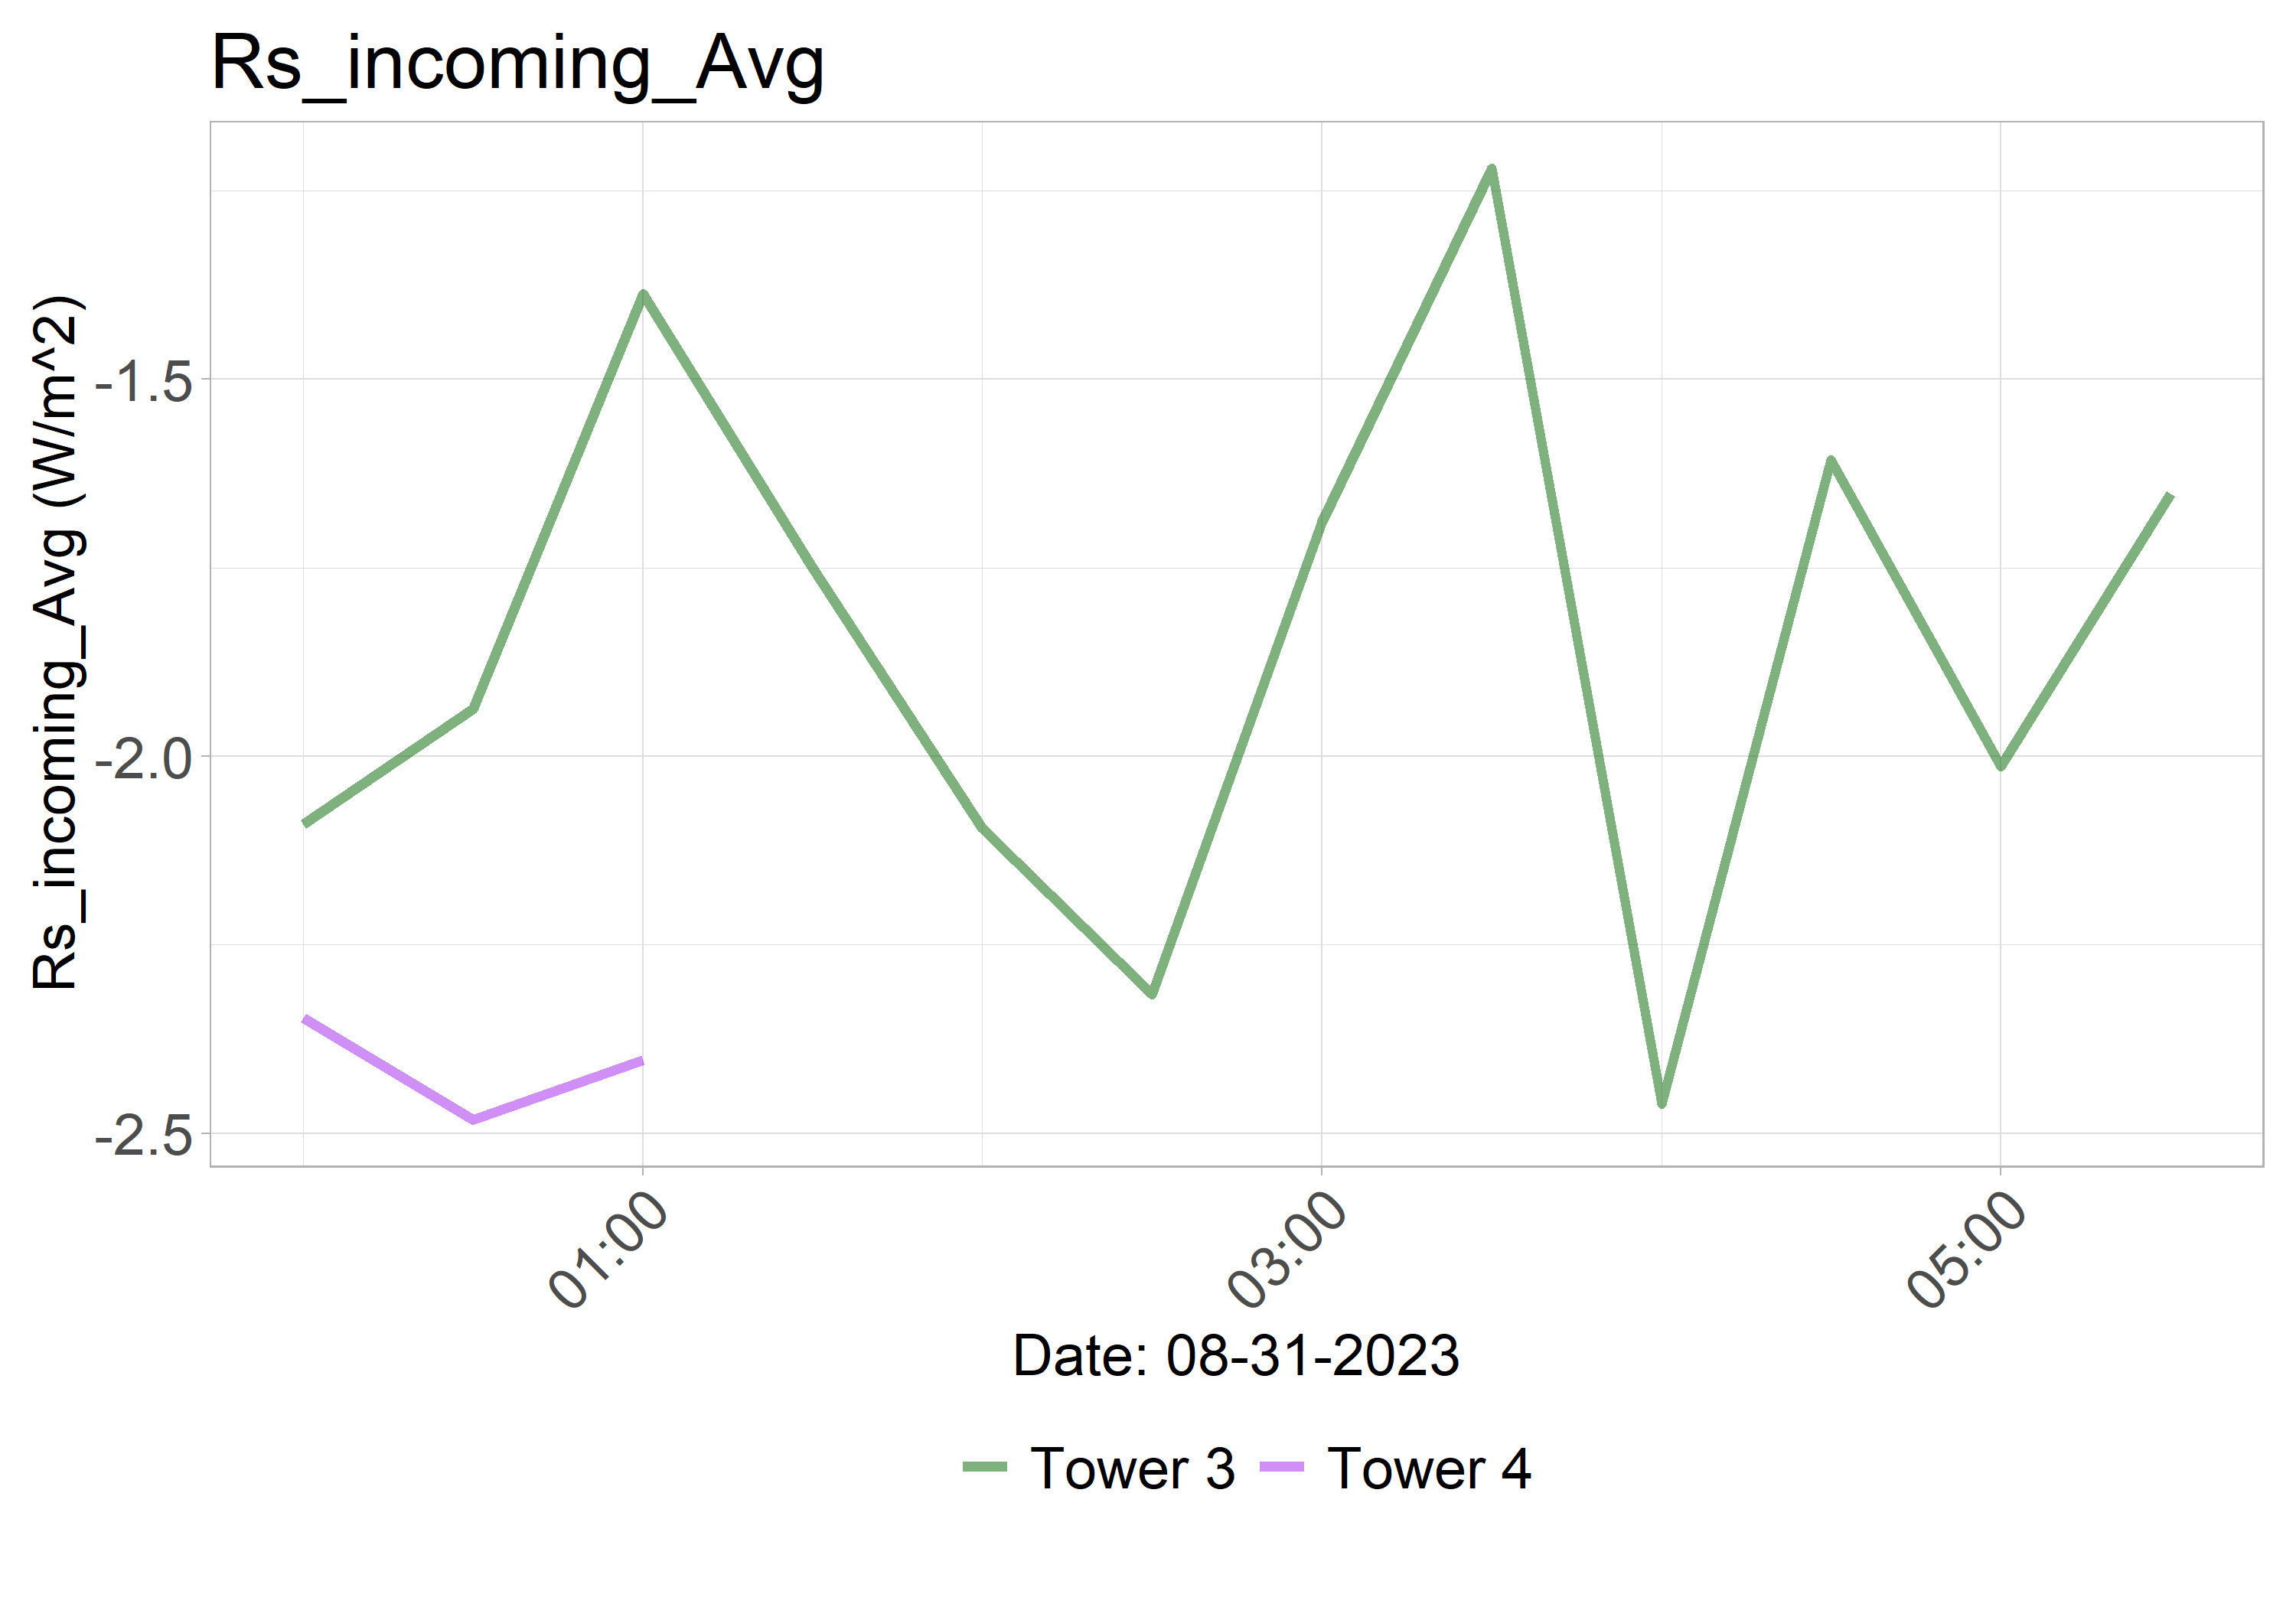 Rs_incoming_Avg
Rs_incoming_Avg (W/m^2)
-1.5
-2.0
-2.5
01:00
03:00
05:00
Date: 08-31-2023
Tower 3
Tower 4